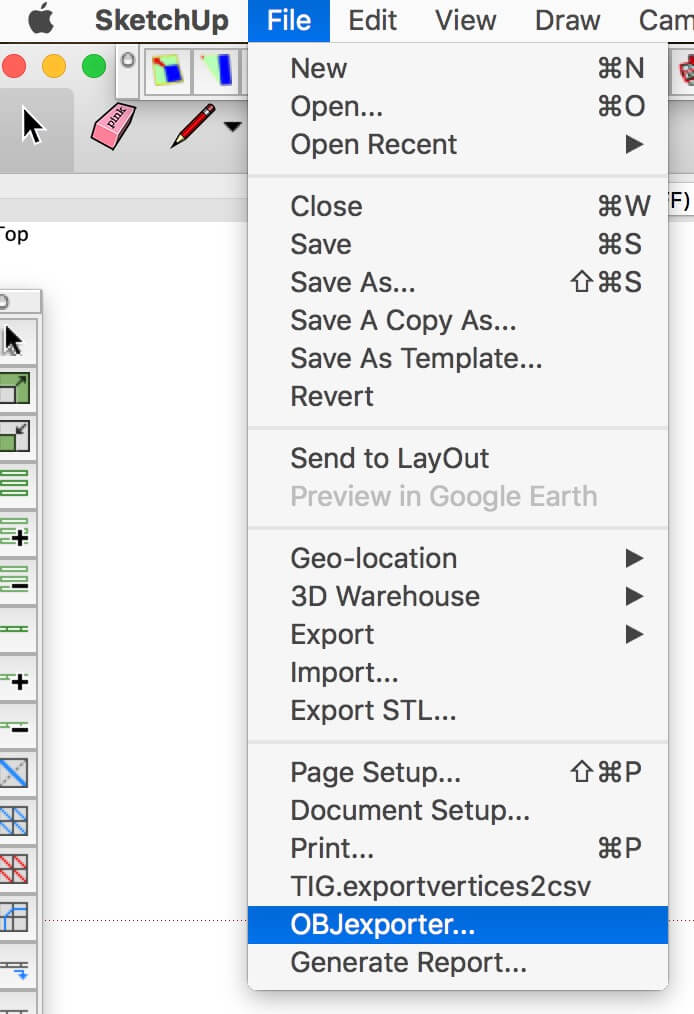 SketchUp File Edit View Draw Cam
New ⌘N
Open... ⌘O
Open Recent ▶
Close ⌘W
Save ⌘S
Save As... ⇧⌘S
Save A Copy As...
Save As Template...
Revert
Send to LayOut
Preview in Google Earth
Geo-location ▶
3D Warehouse ▶
Export ▶
Import...
Export STL...
Page Setup... ⇧⌘P
Document Setup...
Print... ⌘P
TIG.exportvertices2csv
OBJexporter...
Generate Report...
pink
F)
Top